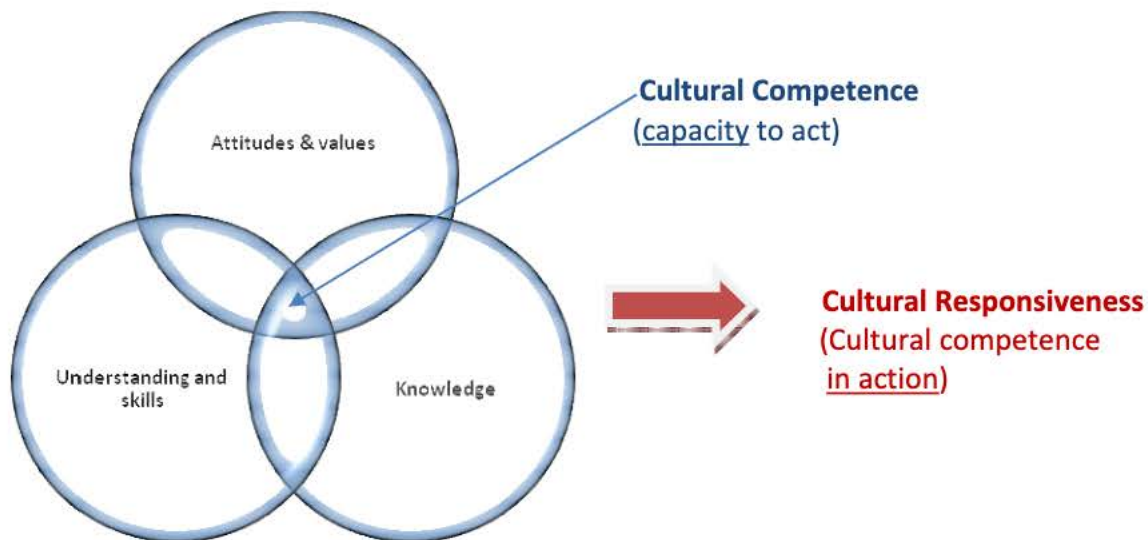 Attitudes & values
Cultural Competence
(capacity to act)
Understanding and
skills
Knowledge
Cultural Responsiveness
(Cultural competence
in action)